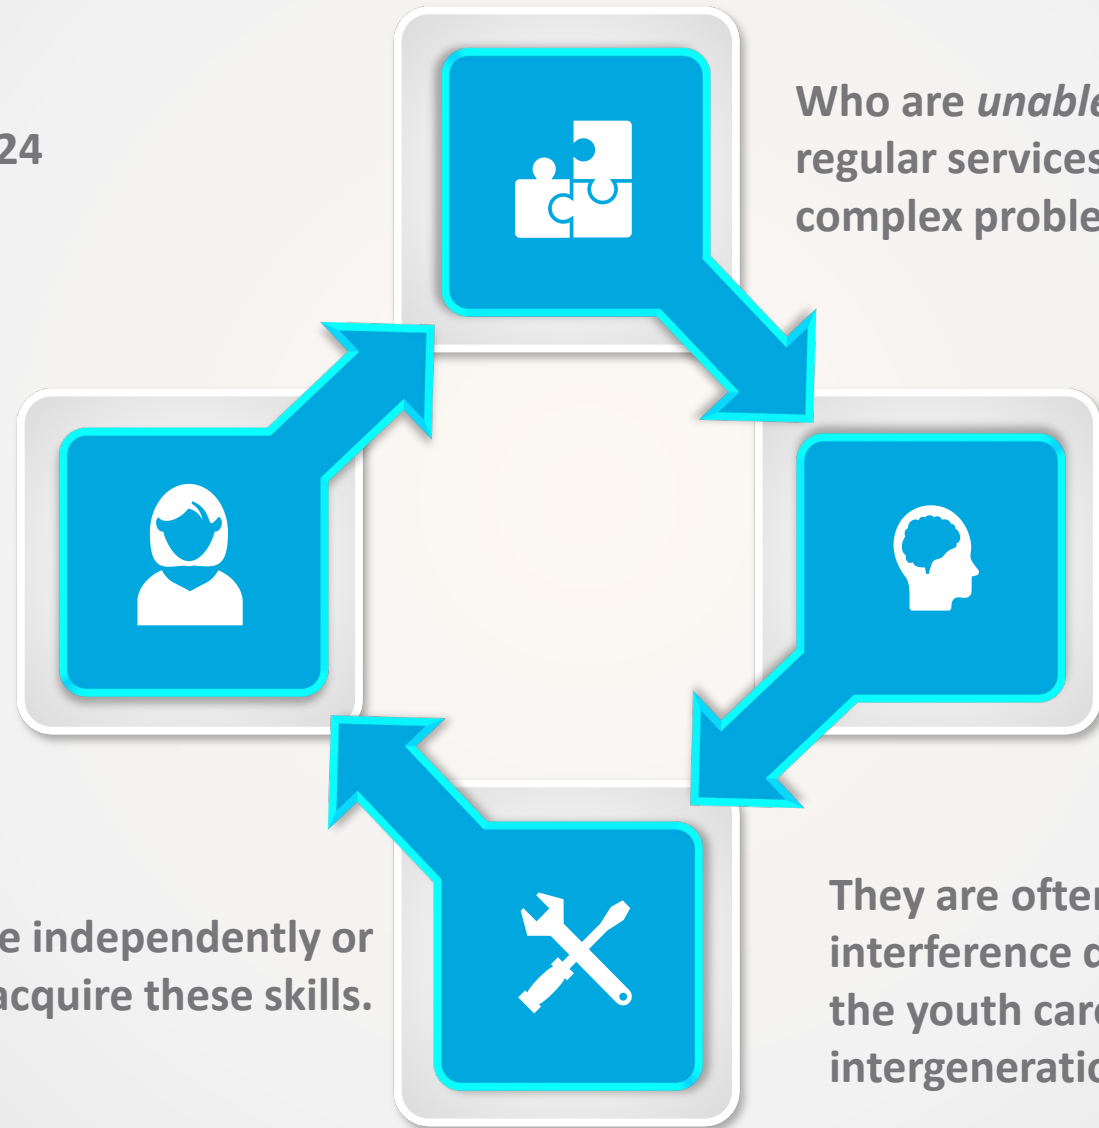 24
Who are unable
regular services
complex proble
e independently or
acquire these skills.
They are often
interference d
the youth care
intergeneratio